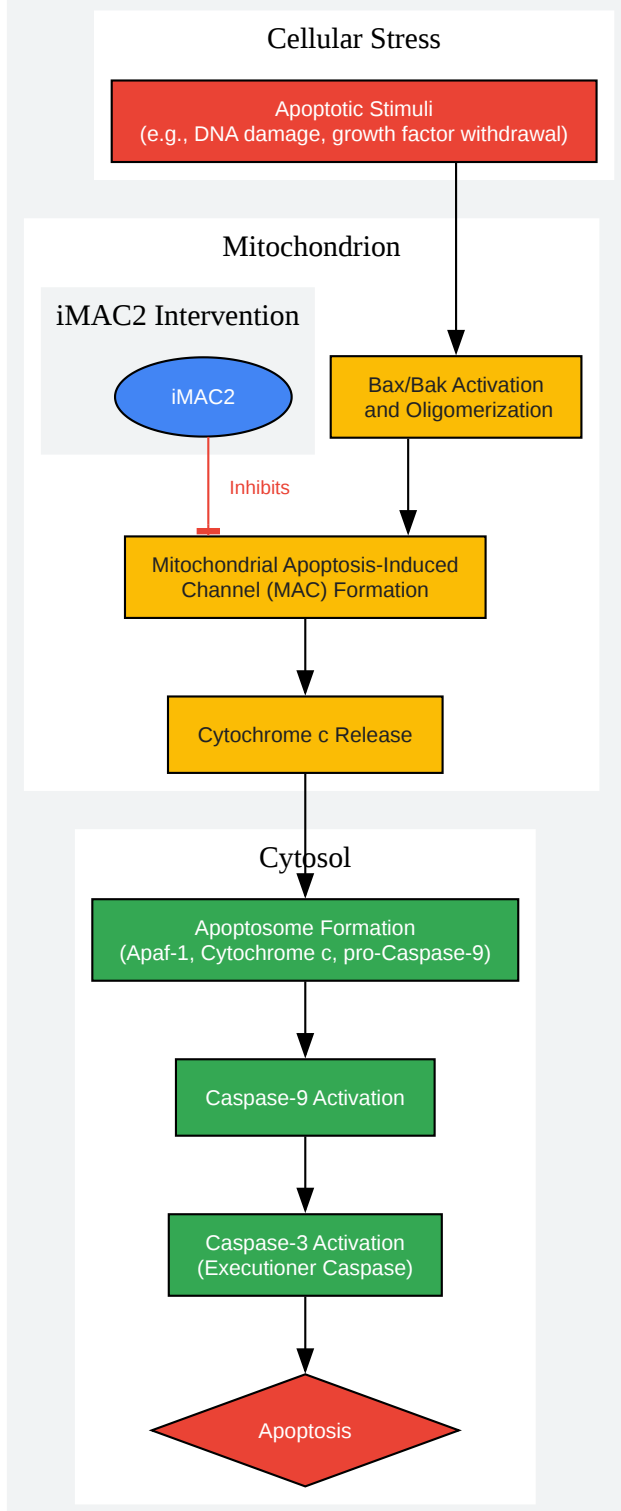 Cellular Stress
Apoptotic Stimuli
(e.g., DNA damage, growth factor withdrawal)
Mitochondrion
iMAC2 Intervention
iMAC2
Bax/Bak Activation
and Oligomerization
Inhibits
Mitochondrial Apoptosis-Induced
Channel (MAC) Formation
Cytochrome c Release
Cytosol
Apoptosome Formation
(Apaf-1, Cytochrome c, pro-Caspase-9)
Caspase-9 Activation
Caspase-3 Activation
(Executioner Caspase)
Apoptosis